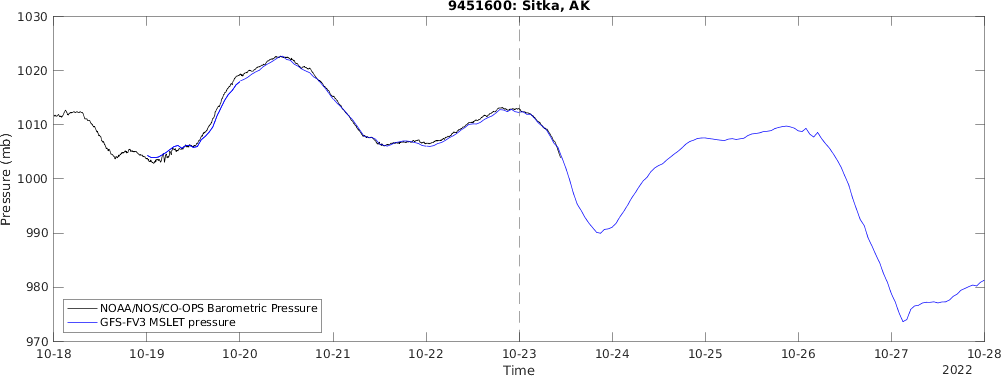 9451600: Sitka, AK
1030
1020
1010
1000
990
980
970
Pressure (mb)
NOAA/NOS/CO-OPS Barometric Pressure
GFS-FV3 MSLET pressure
10-18 10-19 10-20 10-21 10-22 10-23 10-24 10-25 10-26 10-27 10-28
Time
2022